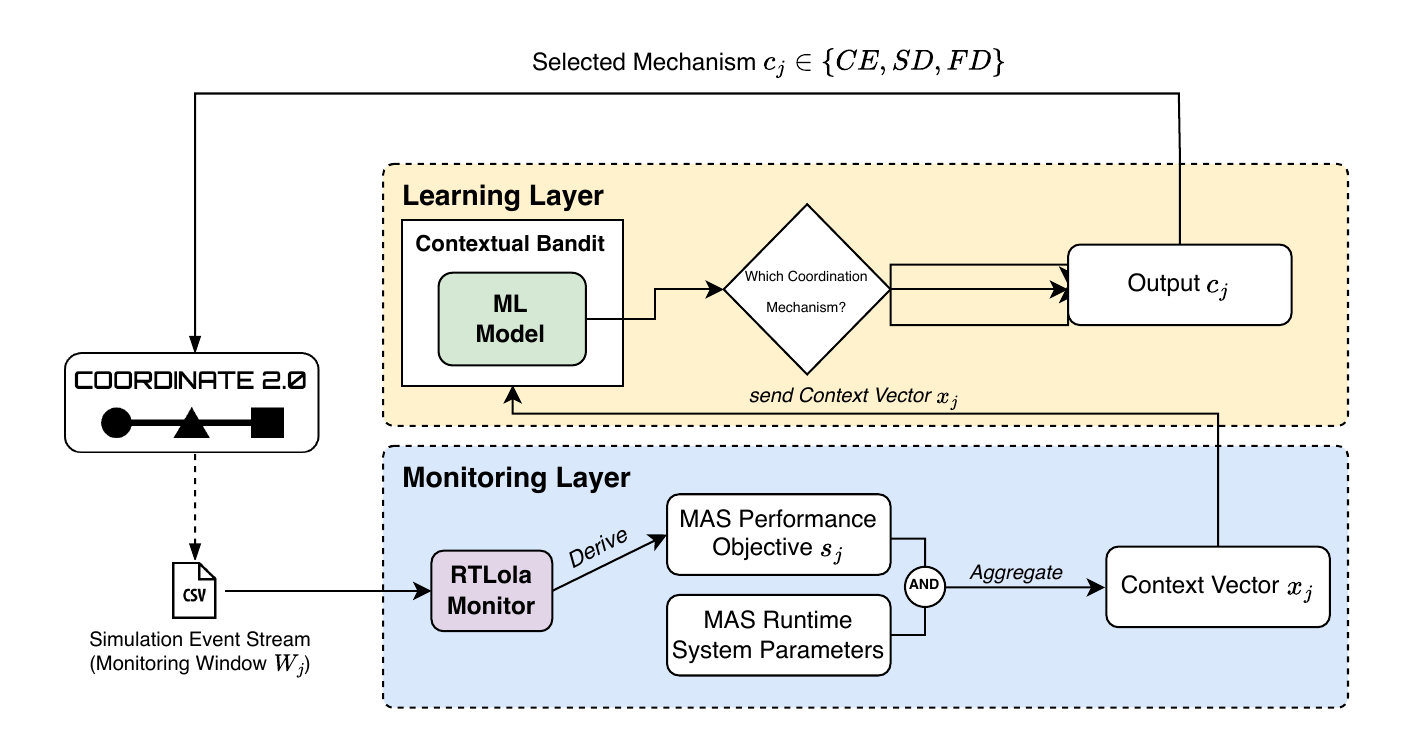 Selected Mechanism c_j ∈ {CE, SD, FD}
Learning Layer
Contextual Bandit
ML
Model
Which Coordination
Mechanism?
Output c_j
send Context Vector x_j
COORDINATE 2.0
Monitoring Layer
MAS Performance
Objective s_j
Derive
RTLola
Monitor
AND
Aggregate
Context Vector x_j
MAS Runtime
System Parameters
CSV
Simulation Event Stream
(Monitoring Window W_j)